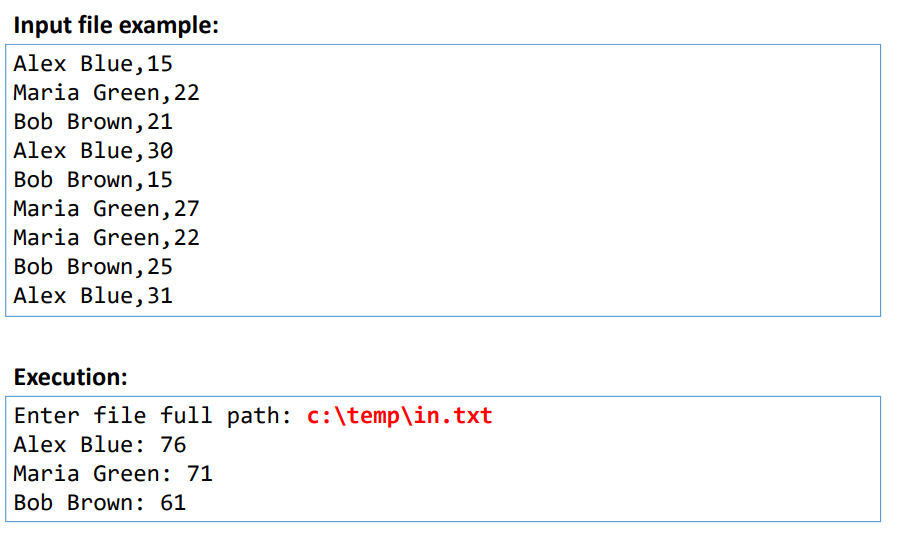 Input file example:
Alex Blue,15
Maria Green,22
Bob Brown,21
Alex Blue,30
Bob Brown,15
Maria Green,27
Maria Green,22
Bob Brown,25
Alex Blue,31
Execution:
Enter file full path: c:\temp\in.txt
Alex Blue: 76
Maria Green: 71
Bob Brown: 61